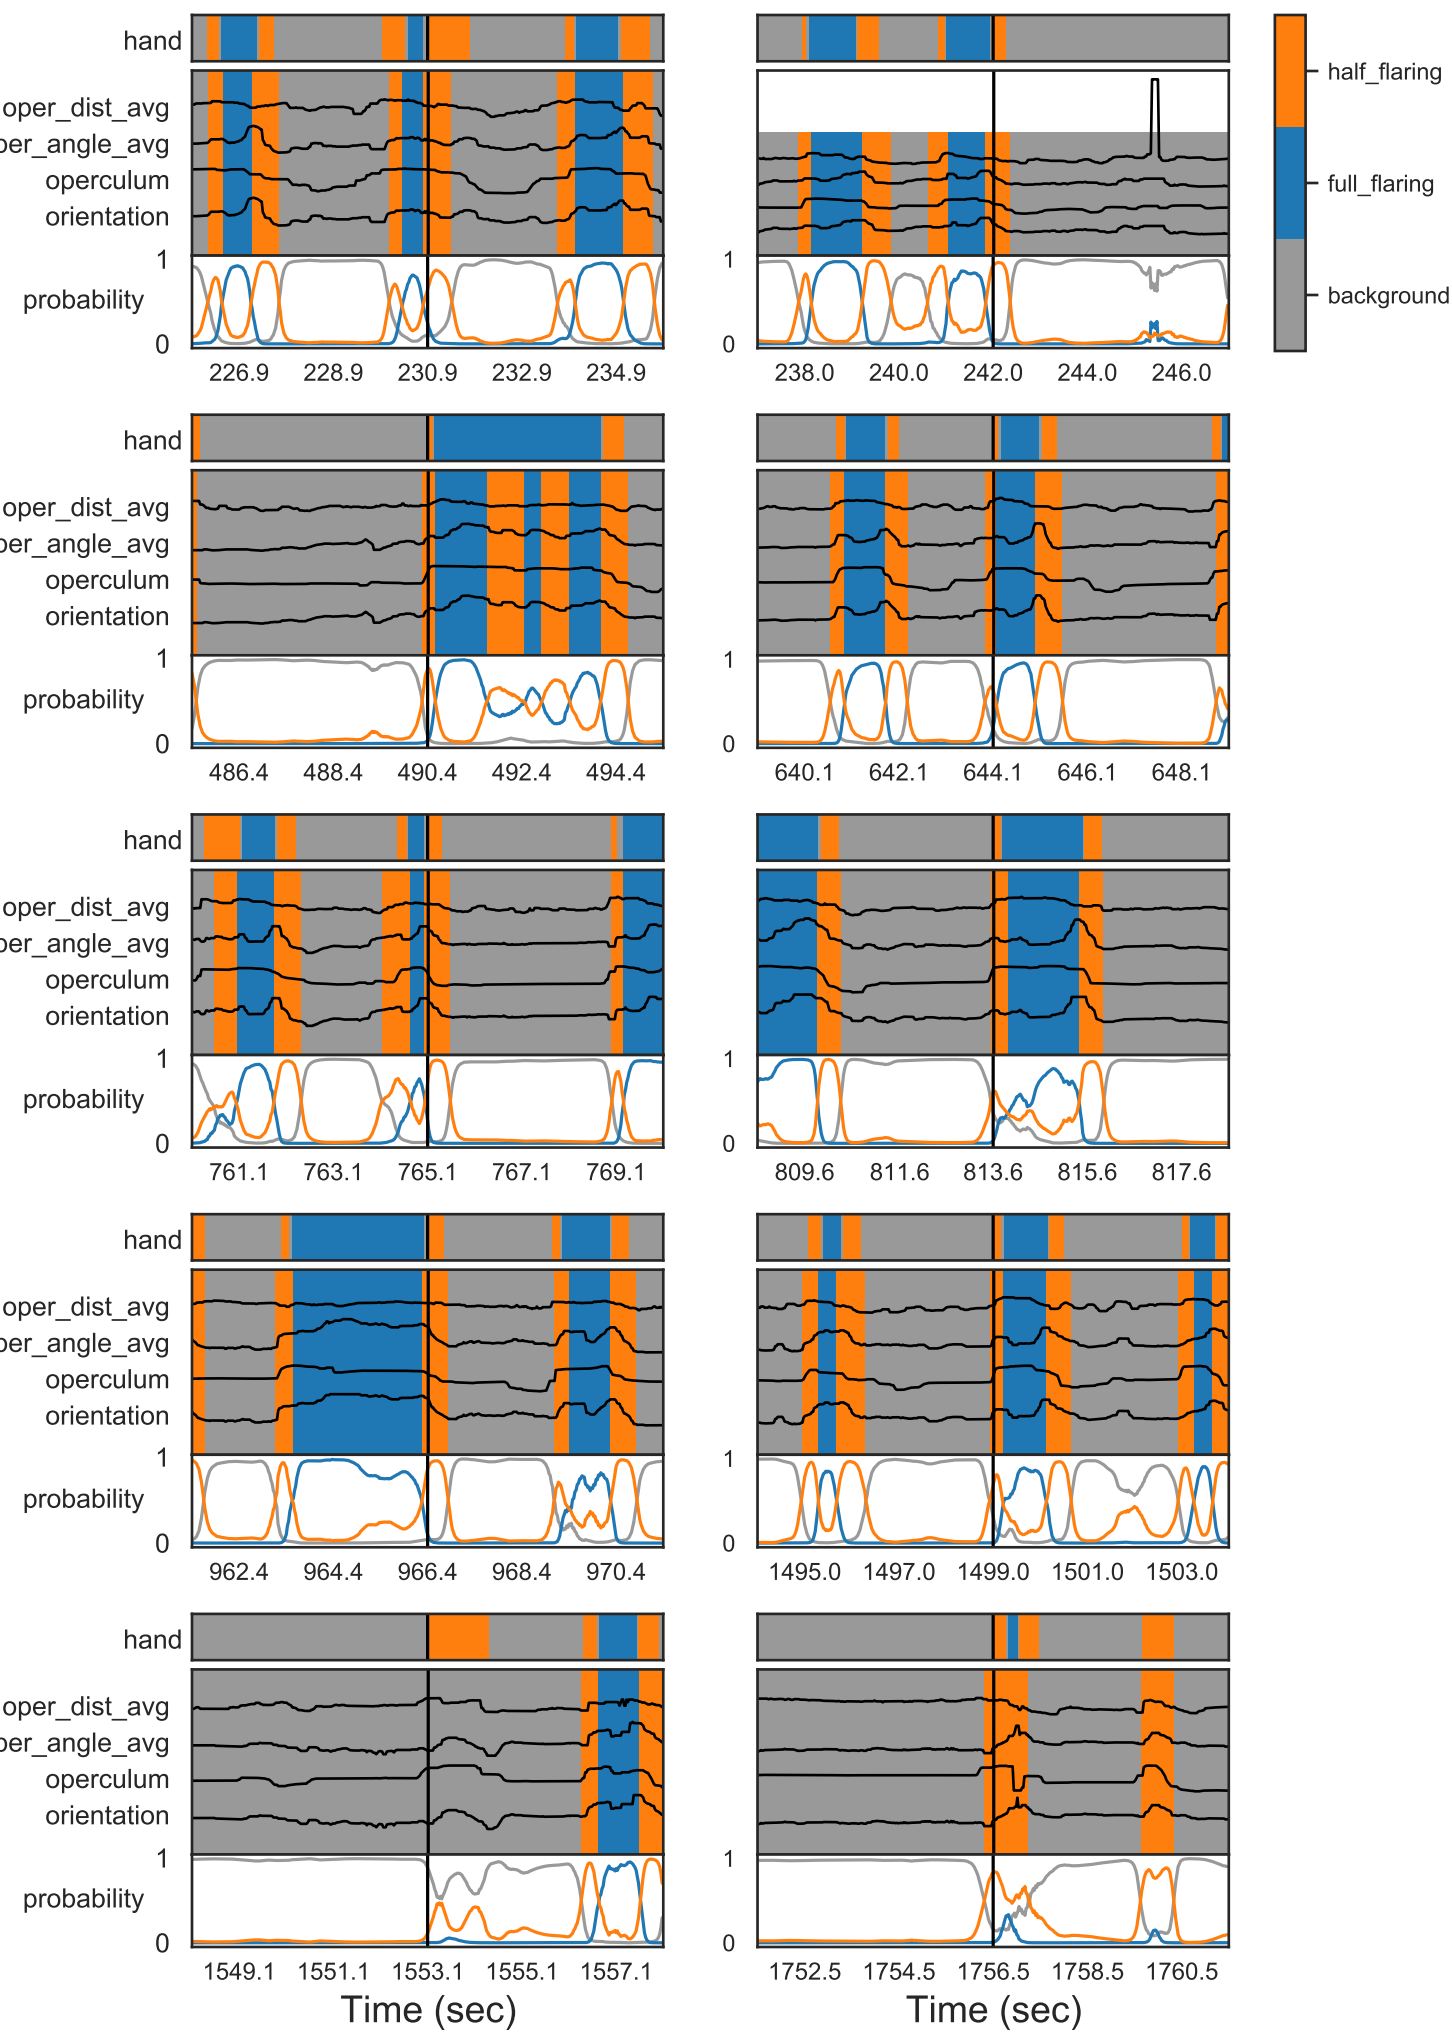 hand
oper_dist_avg
per_angle_avg
operculum
orientation
1
probability
0
226.9 228.9 230.9 232.9 234.9
1
0
238.0 240.0 242.0 244.0 246.0
half_flaring
full_flaring
background
hand
oper_dist_avg
per_angle_avg
operculum
orientation
1
probability
0
486.4 488.4 490.4 492.4 494.4
1
0
640.1 642.1 644.1 646.1 648.1
hand
oper_dist_avg
per_angle_avg
operculum
orientation
1
probability
0
761.1 763.1 765.1 767.1 769.1
1
0
809.6 811.6 813.6 815.6 817.6
hand
oper_dist_avg
per_angle_avg
operculum
orientation
1
probability
0
962.4 964.4 966.4 968.4 970.4
1
0
1495.0 1497.0 1499.0 1501.0 1503.0
hand
oper_dist_avg
per_angle_avg
operculum
orientation
1
probability
0
1549.1 1551.1 1553.1 1555.1 1557.1
Time (sec)
1
0
1752.5 1754.5 1756.5 1758.5 1760.5
Time (sec)